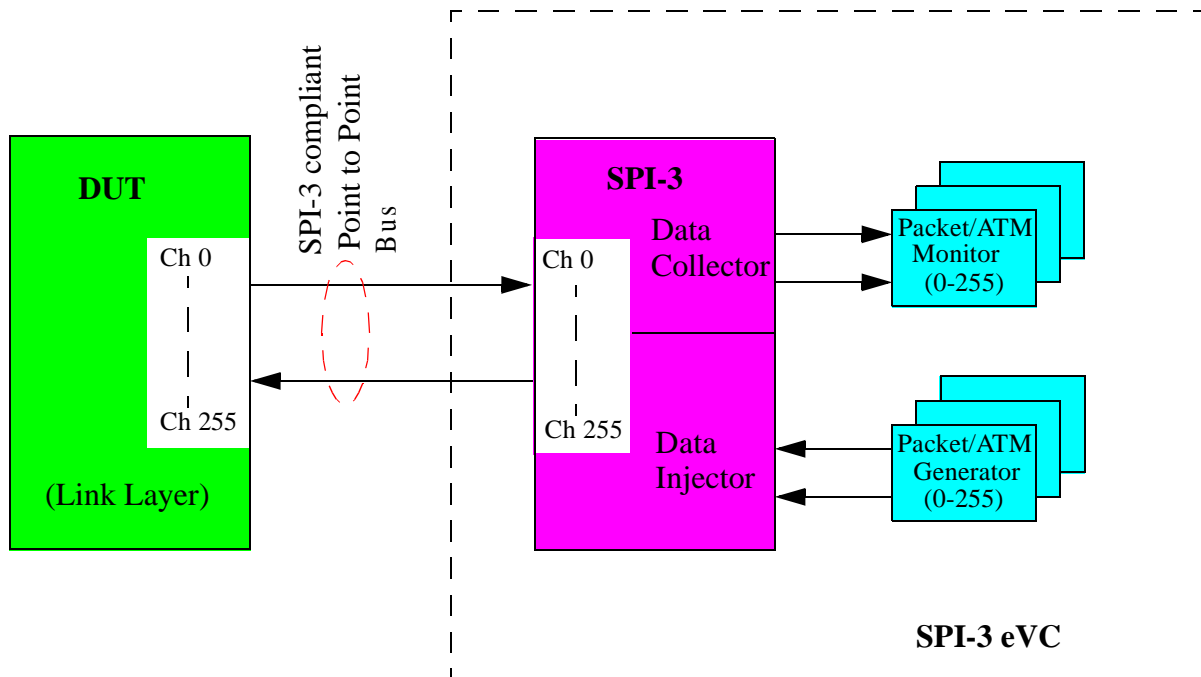 DUT
Ch 0
Ch 255
(Link Layer)
SPI-3 compliant
Point to Point
Bus
SPI-3
Data
Collector
Ch 0
Ch 255
Data
Injector
Packet/ATM
Monitor
(0-255)
Packet/ATM
Generator
(0-255)
SPI-3 eVC